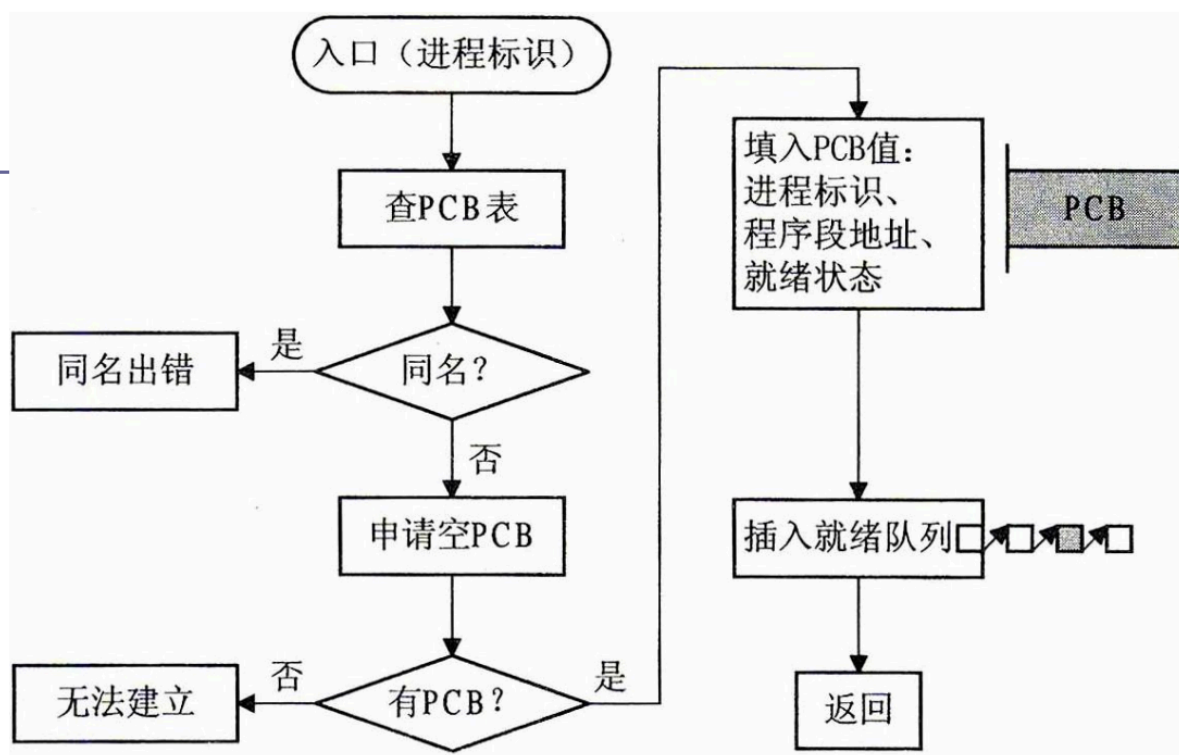 入口（进程标识）
查PCB表
同名？
是
同名出错
否
申请空PCB
有PCB？
否
无法建立
是
填入PCB值：
进程标识、
程序段地址、
就绪状态
PCB
插入就绪队列
返回